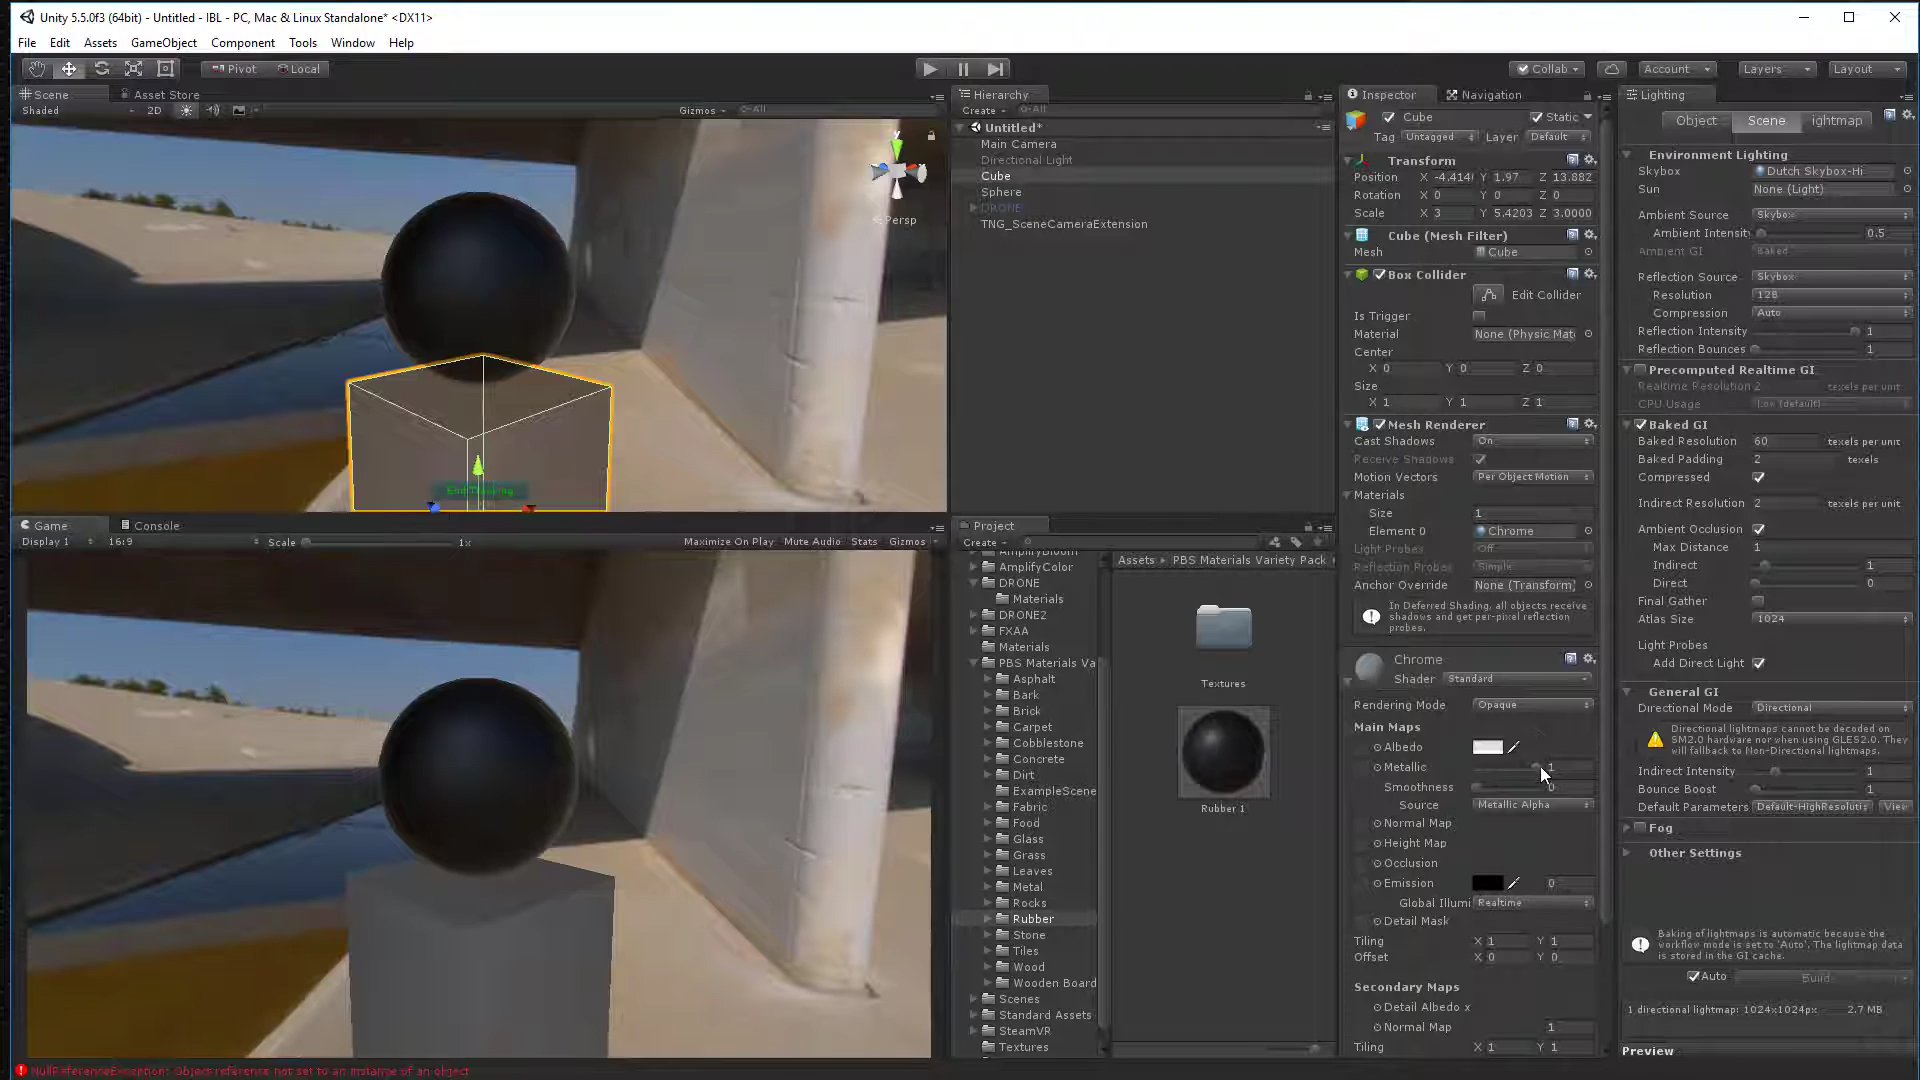 Unity 5.5.0f3 (64bit) - Untitled - IBL - PC, Mac & Linux Standalone* <DX11>
File Edit Assets GameObject Component Tools Window Help
Pivot Local Collab Account Layers Layout
Scene Asset Store
Shaded 2D Gizmos All
Y
Persp
Game Console
Display 1 16:9 Scale 1x Maximize On Play Mute Audio Stats Gizmos
NullReferenceException: Object reference not set to an instance of an object
Hierarchy
Create All
Untitled*
Main Camera
Directional Light
Cube
Sphere
DRONE
TNG_SceneCameraExtension
Project
Create
AmplifyBloom
AmplifyColor
DRONE
Materials
DRONE2
FXAA
Materials
PBS Materials Va
Asphalt
Bark
Brick
Carpet
Cobblestone
Concrete
Dirt
ExampleScene
Fabric
Food
Glass
Grass
Leaves
Metal
Rocks
Rubber
Stone
Tiles
Wood
Wooden Board
Scenes
Standard Assets
SteamVR
Textures
Assets PBS Materials Variety Pack
Textures
Rubber 1
Inspector Navigation
Cube Static
Tag Untagged Layer Default
Transform
Position X -4.414 Y 1.97 Z 13.882
Rotation X 0 Y 0 Z 0
Scale X 3 Y 5.4203 Z 3.0000
Cube (Mesh Filter)
Mesh Cube
Box Collider
Edit Collider
Is Trigger
Material None (Physic Mat
Center
X 0 Y 0 Z 0
Size
X 1 Y 1 Z 1
Mesh Renderer
Cast Shadows On
Receive Shadows
Motion Vectors Per Object Motion
Materials
Size 1
Element 0 Chrome
Light Probes Off
Reflection Probes Simple
Anchor Override None (Transform)
In Deferred Shading, all objects receive
shadows and get per-pixel reflection
probes.
Chrome
Shader Standard
Rendering Mode Opaque
Main Maps
Albedo
Metallic 1
Smoothness 0
Source Metallic Alpha
Normal Map
Height Map
Occlusion
Emission 0
Global Illumi Realtime
Detail Mask
Tiling X 1 Y 1
Offset X 0 Y 0
Secondary Maps
Detail Albedo x
Normal Map 1
Tiling X 1 Y 1
Lighting
Object Scene ightmap
Environment Lighting
Skybox Dutch Skybox-Hi
Sun None (Light)
Ambient Source Skybox
Ambient Intensity 0.5
Ambient GI Baked
Reflection Source Skybox
Resolution 128
Compression Auto
Reflection Intensity 1
Reflection Bounces 1
Precomputed Realtime GI
Realtime Resolution 2 texels per unit
CPU Usage Low (default)
Baked GI
Baked Resolution 60 texels per unit
Baked Padding 2 texels
Compressed
Indirect Resolution 2 texels per unit
Ambient Occlusion
Max Distance 1
Indirect 1
Direct 0
Final Gather
Atlas Size 1024
Light Probes
Add Direct Light
General GI
Directional Mode Directional
Directional lightmaps cannot be decoded on
SM2.0 hardware nor when using GLES2.0. They
will fallback to Non-Directional lightmaps.
Indirect Intensity 1
Bounce Boost 1
Default Parameters Default-HighResoluti View
Fog
Other Settings
Baking of lightmaps is automatic because the
workflow mode is set to 'Auto'. The lightmap data
is stored in the GI cache.
Auto Build
1 directional lightmap: 1024x1024px 2.7 MB
Preview